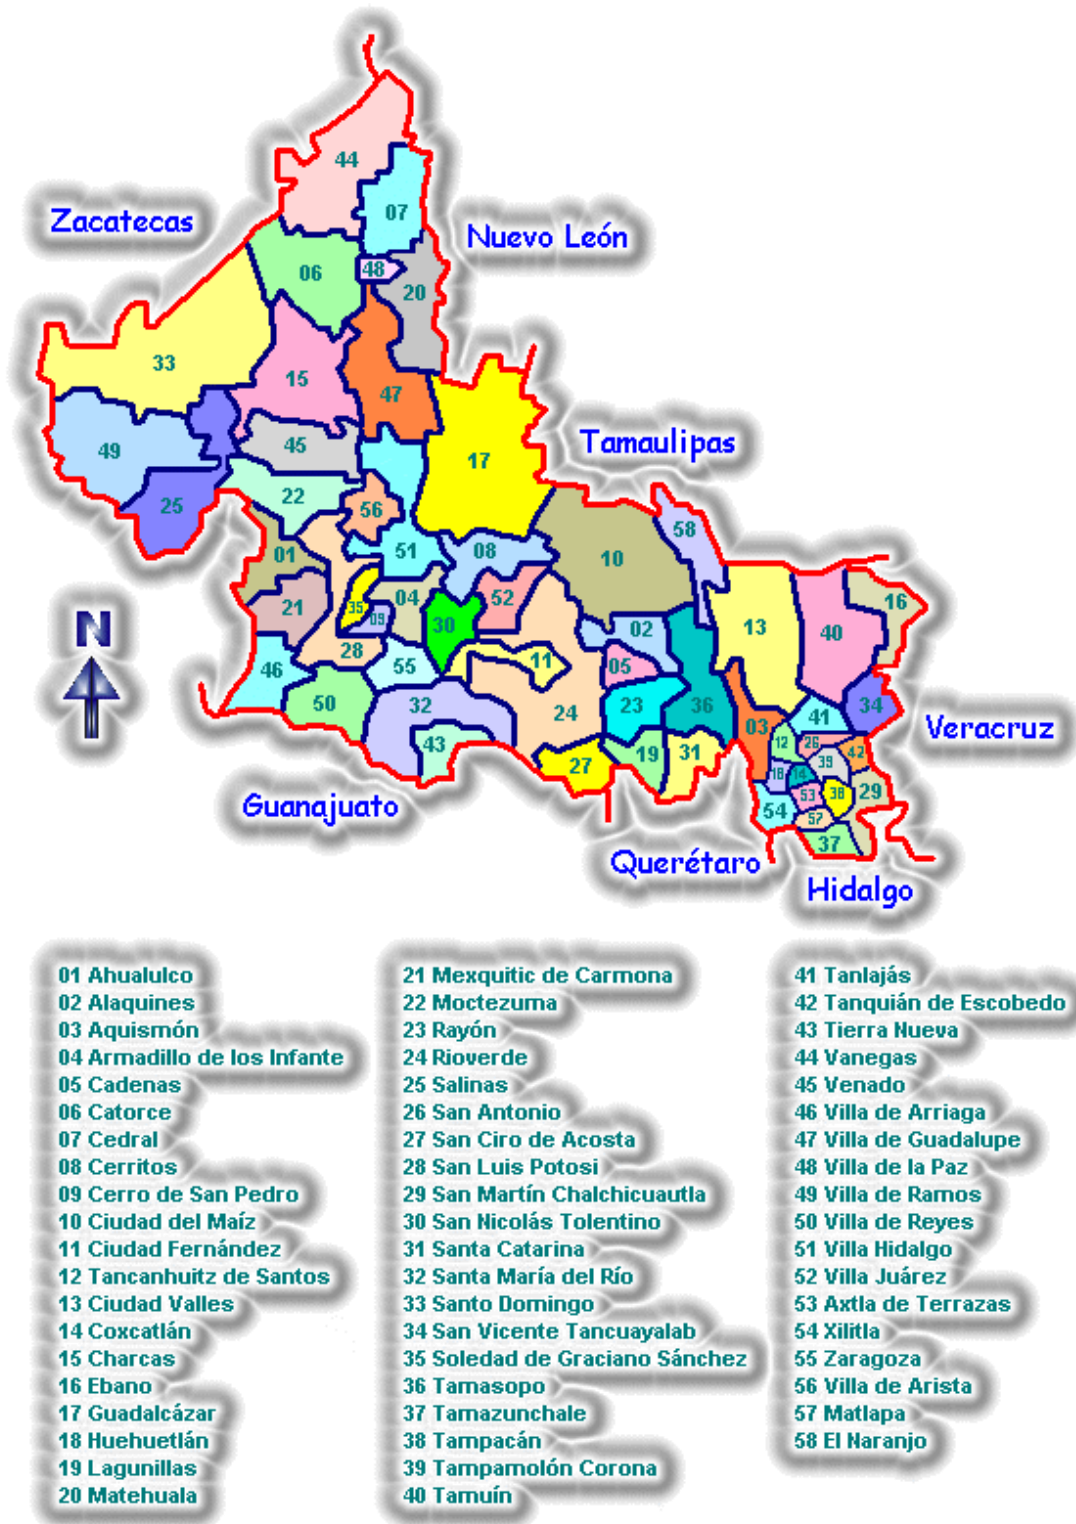 44
Zacatecas
07
Nuevo León
48
06
20
33
15
47
45
49
17
Tamaulipas
22
25
56
58
01
51
08
10
04
52
35
09
21
30
02
13
40
16
N
28
11
05
46
55
50
32
24
23
36
03
41
34
Veracruz
43
27
19
31
12
26
39
42
18
14
53
38
29
54
57
37
Guanajuato
Querétaro
Hidalgo
01 Ahualulco
02 Alaquines
03 Aquismón
04 Armadillo de los Infante
05 Cadenas
06 Catorce
07 Cedral
08 Cerritos
09 Cerro de San Pedro
10 Ciudad del Maíz
11 Ciudad Fernández
12 Tancanhuitz de Santos
13 Ciudad Valles
14 Coxcatlán
15 Charcas
16 Ebano
17 Guadalcázar
18 Huehuetlán
19 Lagunillas
20 Matehuala
21 Mexquitic de Carmona
22 Moctezuma
23 Rayón
24 Rioverde
25 Salinas
26 San Antonio
27 San Ciro de Acosta
28 San Luis Potosi
29 San Martín Chalchicuautla
30 San Nicolás Tolentino
31 Santa Catarina
32 Santa María del Río
33 Santo Domingo
34 San Vicente Tancuayalab
35 Soledad de Graciano Sánchez
36 Tamasopo
37 Tamazunchale
38 Tampacán
39 Tampamolón Corona
40 Tamuín
41 Tanlajás
42 Tanquián de Escobedo
43 Tierra Nueva
44 Vanegas
45 Venado
46 Villa de Arriaga
47 Villa de Guadalupe
48 Villa de la Paz
49 Villa de Ramos
50 Villa de Reyes
51 Villa Hidalgo
52 Villa Juárez
53 Axtla de Terrazas
54 Xilitla
55 Zaragoza
56 Villa de Arista
57 Matlapa
58 El Naranjo